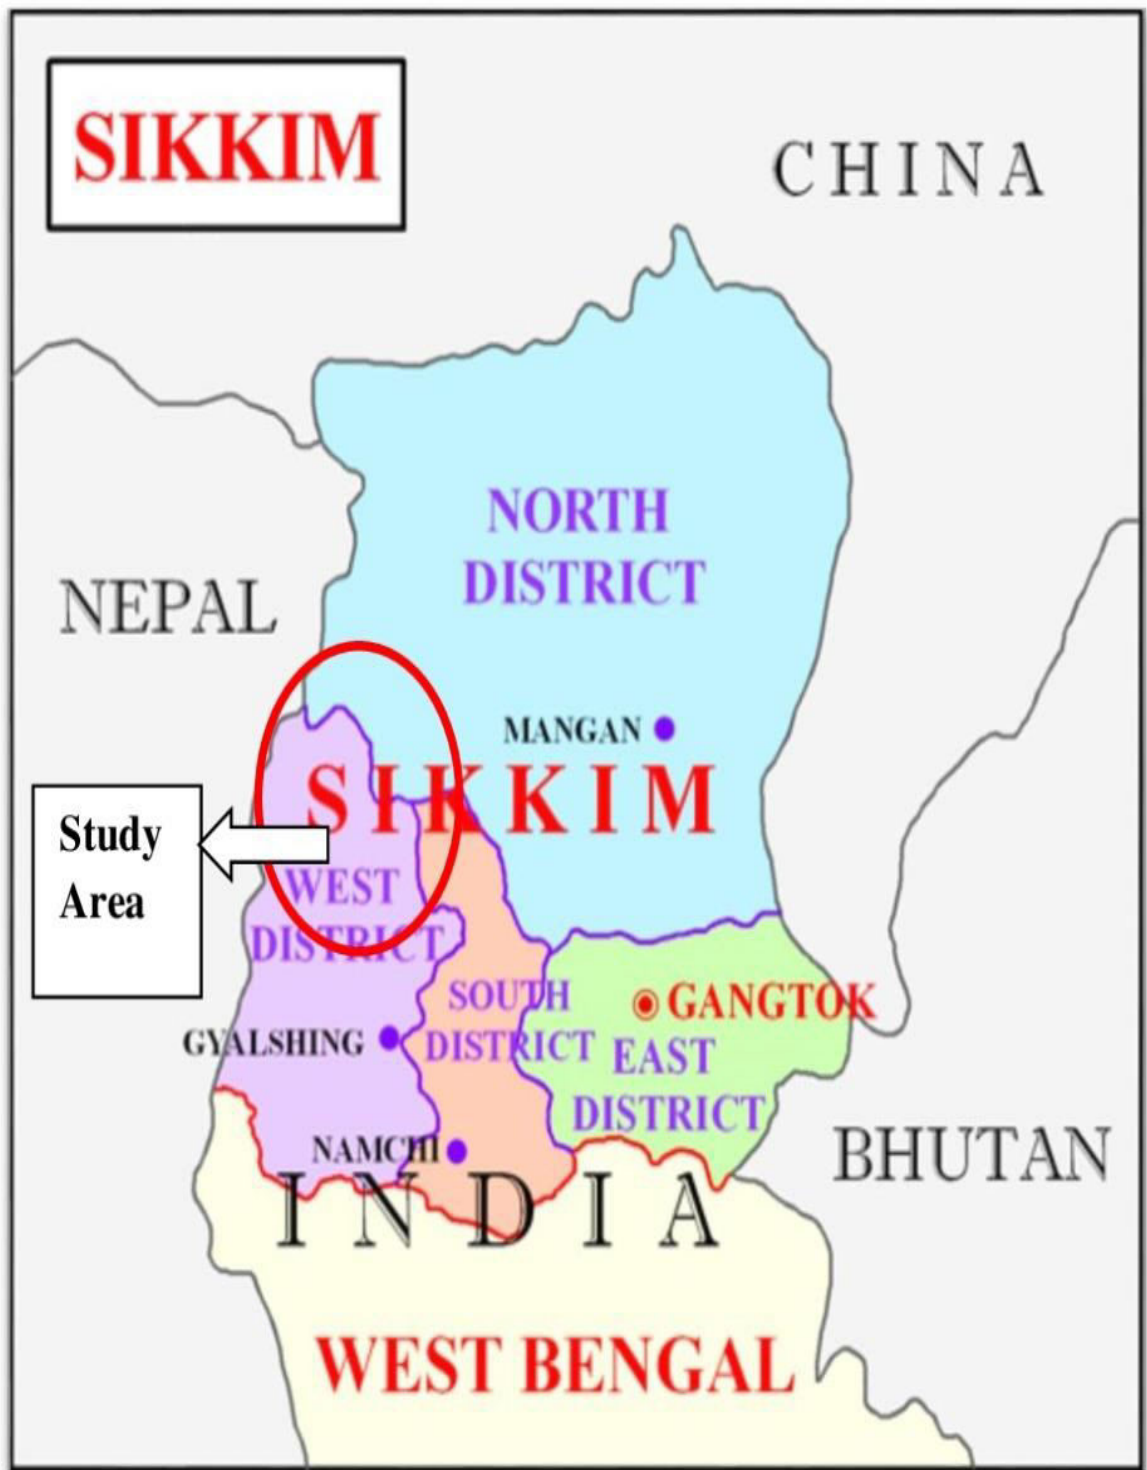 SIKKIM
CHINA
NORTH
DISTRICT
NEPAL
MANGAN
SIKKIM
Study
Area
WEST
DISTRICT
SOUTH
DISTRICT
GANGTOK
GYALSHING
EAST
DISTRICT
NAMCHI
BHUTAN
INDIA
WEST BENGAL